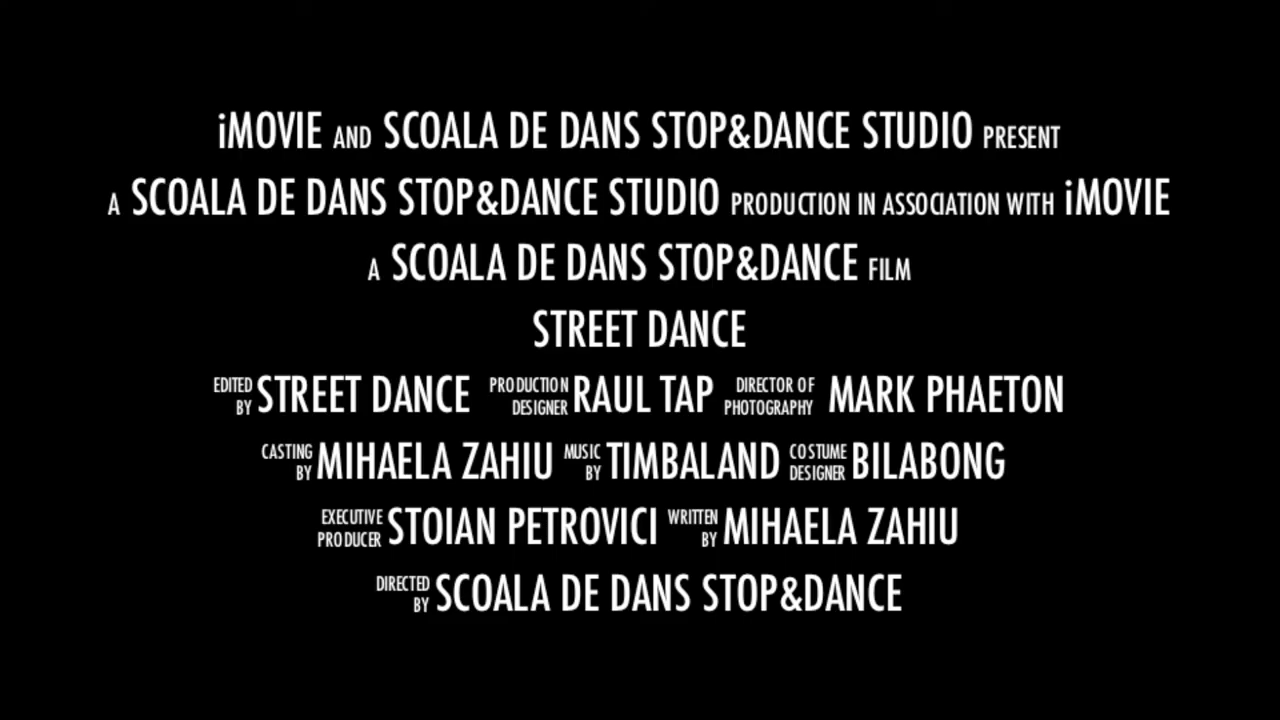 iMOVIE AND SCOALA DE DANS STOP&DANCE STUDIO PRESENT
A SCOALA DE DANS STOP&DANCE STUDIO PRODUCTION IN ASSOCIATION WITH iMOVIE
A SCOALA DE DANS STOP&DANCE FILM
STREET DANCE
EDITED BY STREET DANCE PRODUCTION DESIGNER RAUL TAP DIRECTOR OF PHOTOGRAPHY MARK PHAETON
CASTING BY MIHAELA ZAHIU MUSIC BY TIMBALAND COSTUME DESIGNER BILABONG
EXECUTIVE PRODUCER STOIAN PETROVICI WRITTEN BY MIHAELA ZAHIU
DIRECTED BY SCOALA DE DANS STOP&DANCE